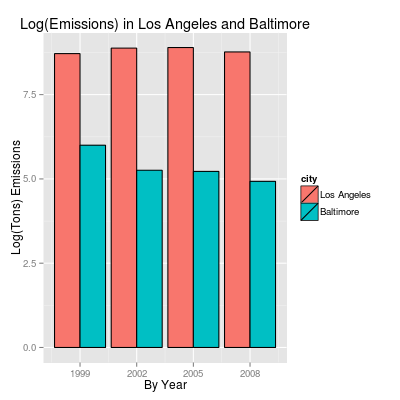 Log(Emissions) in Los Angeles and Baltimore
Log(Tons) Emissions
7.5
5.0
2.5
0.0
1999 2002 2005 2008
By Year
city
Los Angeles
Baltimore